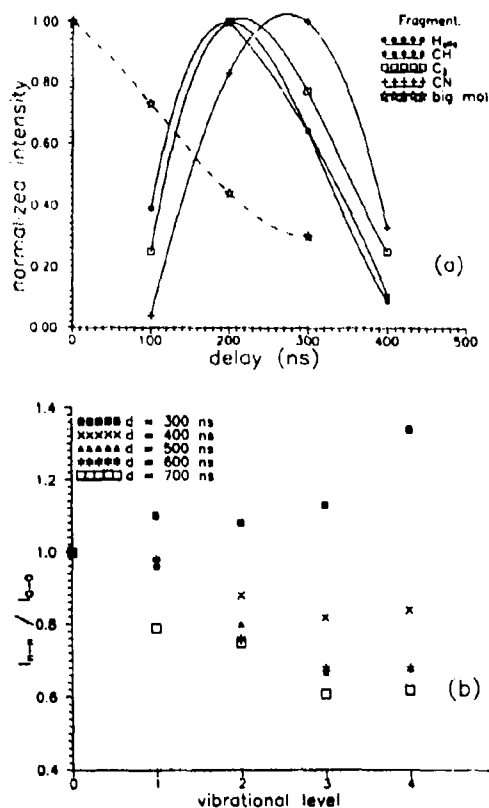 (a)
Fragment.
CH
C₂
CN
big mol
normalized intensity
1.00
0.80
0.60
0.40
0.20
0.00
0 100 200 300 400 500
delay (ns)
(b)
d = 300 ns
d = 400 ns
d = 500 ns
d = 600 ns
d = 700 ns
1.4
1.2
1.0
0.8
0.6
0.4
0 1 2 3 4
vibrational level